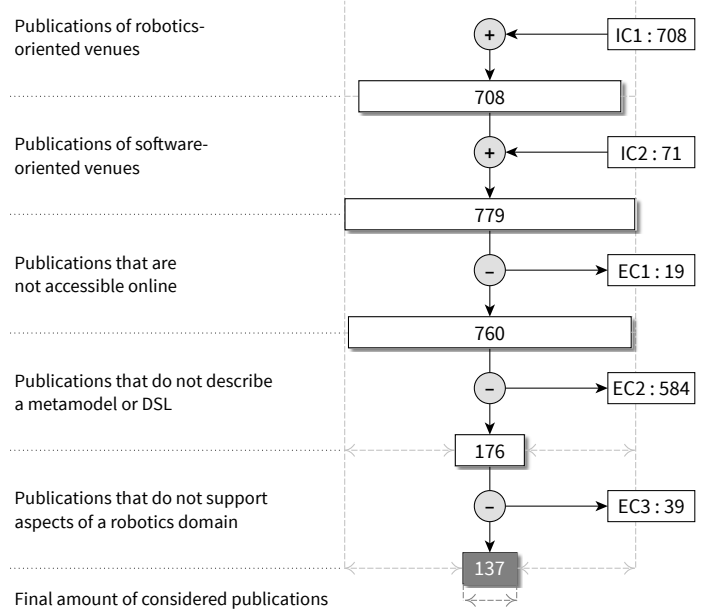 Publications of robotics-
oriented venues
+
IC1 : 708
708
Publications of software-
oriented venues
+
IC2 : 71
779
Publications that are
not accessible online
–
EC1 : 19
760
Publications that do not describe
a metamodel or DSL
–
EC2 : 584
176
Publications that do not support
aspects of a robotics domain
–
EC3 : 39
137
Final amount of considered publications